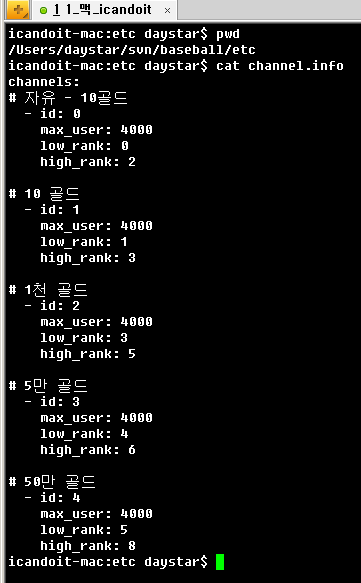 1 1_맥_icandoit
icandoit-mac:etc daystar$ pwd
/Users/daystar/svn/baseball/etc
icandoit-mac:etc daystar$ cat channel.info
channels:
# 자유 - 10골드
  - id: 0
    max_user: 4000
    low_rank: 0
    high_rank: 2

# 10 골드
  - id: 1
    max_user: 4000
    low_rank: 1
    high_rank: 3

# 1천 골드
  - id: 2
    max_user: 4000
    low_rank: 3
    high_rank: 5

# 5만 골드
  - id: 3
    max_user: 4000
    low_rank: 4
    high_rank: 6

# 50만 골드
  - id: 4
    max_user: 4000
    low_rank: 5
    high_rank: 8
icandoit-mac:etc daystar$